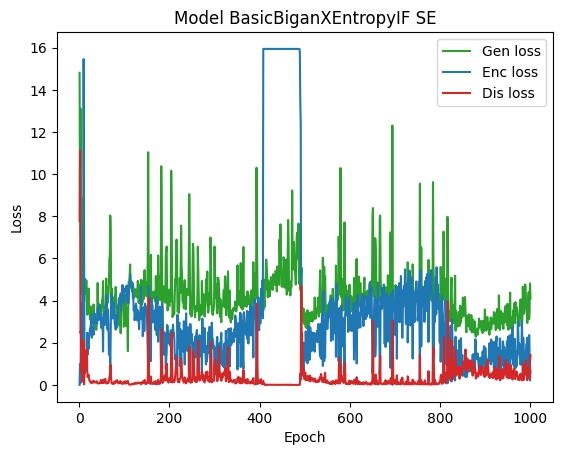 Model BasicBiganXEntropyIF SE
Gen loss
Enc loss
Dis loss
Loss
16
14
12
10
8
6
4
2
0
0 200 400 600 800 1000
Epoch